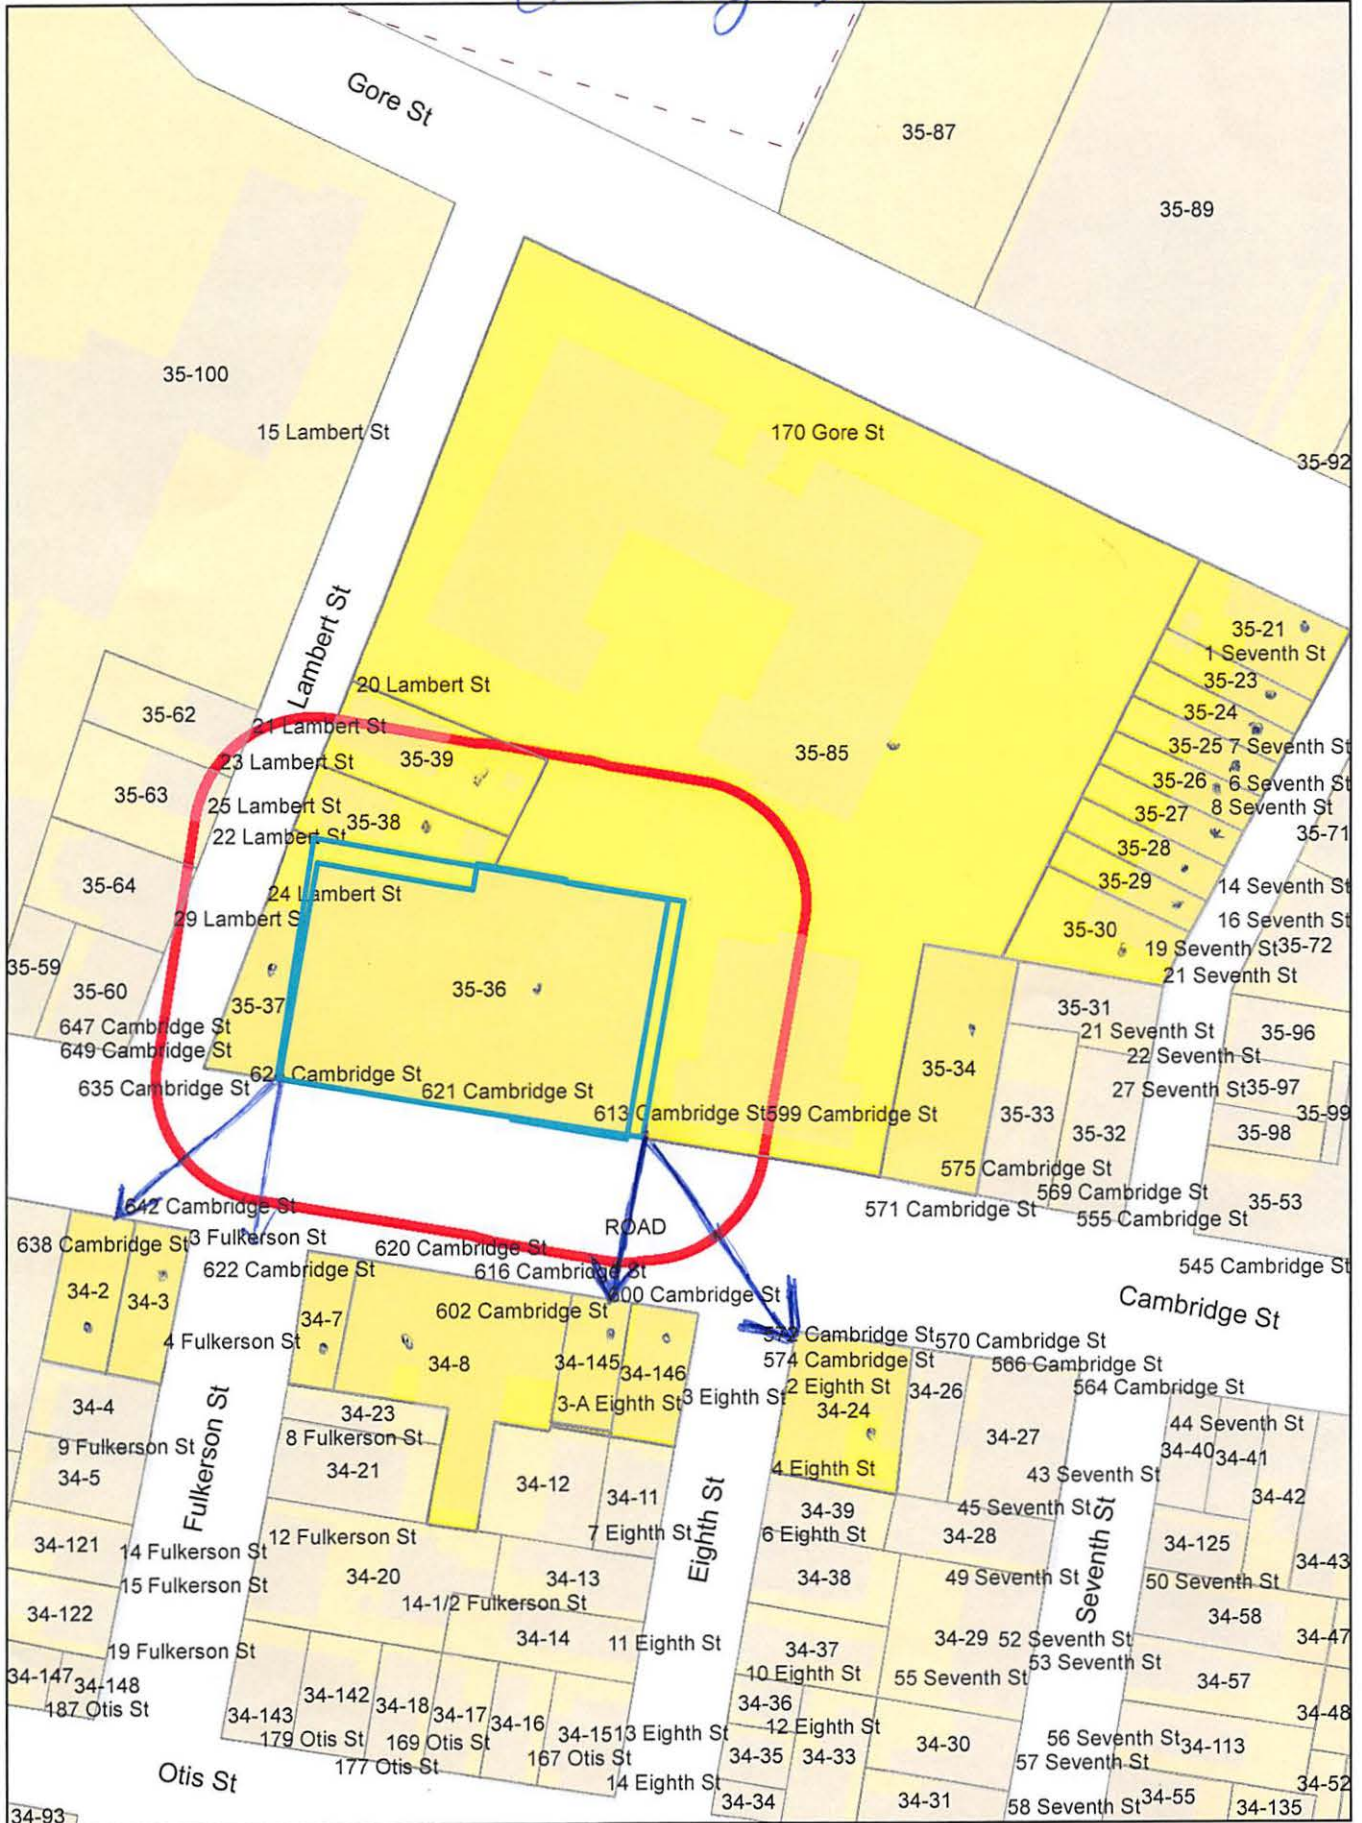 Gore St
35-87
35-89
35-100
15 Lambert St
170 Gore St
35-92
Lambert St
35-21
1 Seventh St
35-23
20 Lambert St
35-62
35-24
21 Lambert St
35-25
7 Seventh St
35-85
23 Lambert St
35-39
35-26
6 Seventh St
35-63
25 Lambert St
8 Seventh St
35-27
35-38
22 Lambert St
35-71
35-28
35-64
35-29
14 Seventh St
24 Lambert St
29 Lambert St
16 Seventh St
35-30
19 Seventh St
35-72
35-59
21 Seventh St
35-60
35-36
35-37
35-31
647 Cambridge St
21 Seventh St
35-96
649 Cambridge St
22 Seventh St
35-34
Cambridge St
635 Cambridge St
621 Cambridge St
27 Seventh St
35-97
613 Cambridge St
599 Cambridge St
35-33
35-99
35-32
35-98
575 Cambridge St
569 Cambridge St
35-53
642 Cambridge St
571 Cambridge St
555 Cambridge St
ROAD
638 Cambridge St
3 Fulkerson St
620 Cambridge St
545 Cambridge St
622 Cambridge St
616 Cambridge St
34-2
34-3
600 Cambridge St
Cambridge St
602 Cambridge St
34-7
4 Fulkerson St
572 Cambridge St
570 Cambridge St
34-8
34-145
574 Cambridge St
566 Cambridge St
34-146
2 Eighth St
34-26
564 Cambridge St
3-A Eighth St
3 Eighth St
34-4
34-23
34-24
44 Seventh St
Fulkerson St
9 Fulkerson St
8 Fulkerson St
34-27
34-40
34-41
34-5
34-21
4 Eighth St
43 Seventh St
34-12
34-11
34-42
34-39
45 Seventh St
Eighth St
Seventh St
34-121
12 Fulkerson St
7 Eighth St
6 Eighth St
34-28
14 Fulkerson St
34-125
34-43
15 Fulkerson St
34-20
34-13
34-38
49 Seventh St
50 Seventh St
14-1/2 Fulkerson St
34-122
34-58
34-14
11 Eighth St
34-37
34-29
52 Seventh St
34-47
19 Fulkerson St
53 Seventh St
34-147
34-148
10 Eighth St
55 Seventh St
34-57
187 Otis St
34-142
34-18
34-36
34-143
34-17
34-16
34-15
13 Eighth St
12 Eighth St
34-48
179 Otis St
169 Otis St
167 Otis St
34-30
56 Seventh St
34-113
177 Otis St
34-35
34-33
57 Seventh St
Otis St
14 Eighth St
34-52
34-34
34-31
58 Seventh St
34-55
34-135
34-93